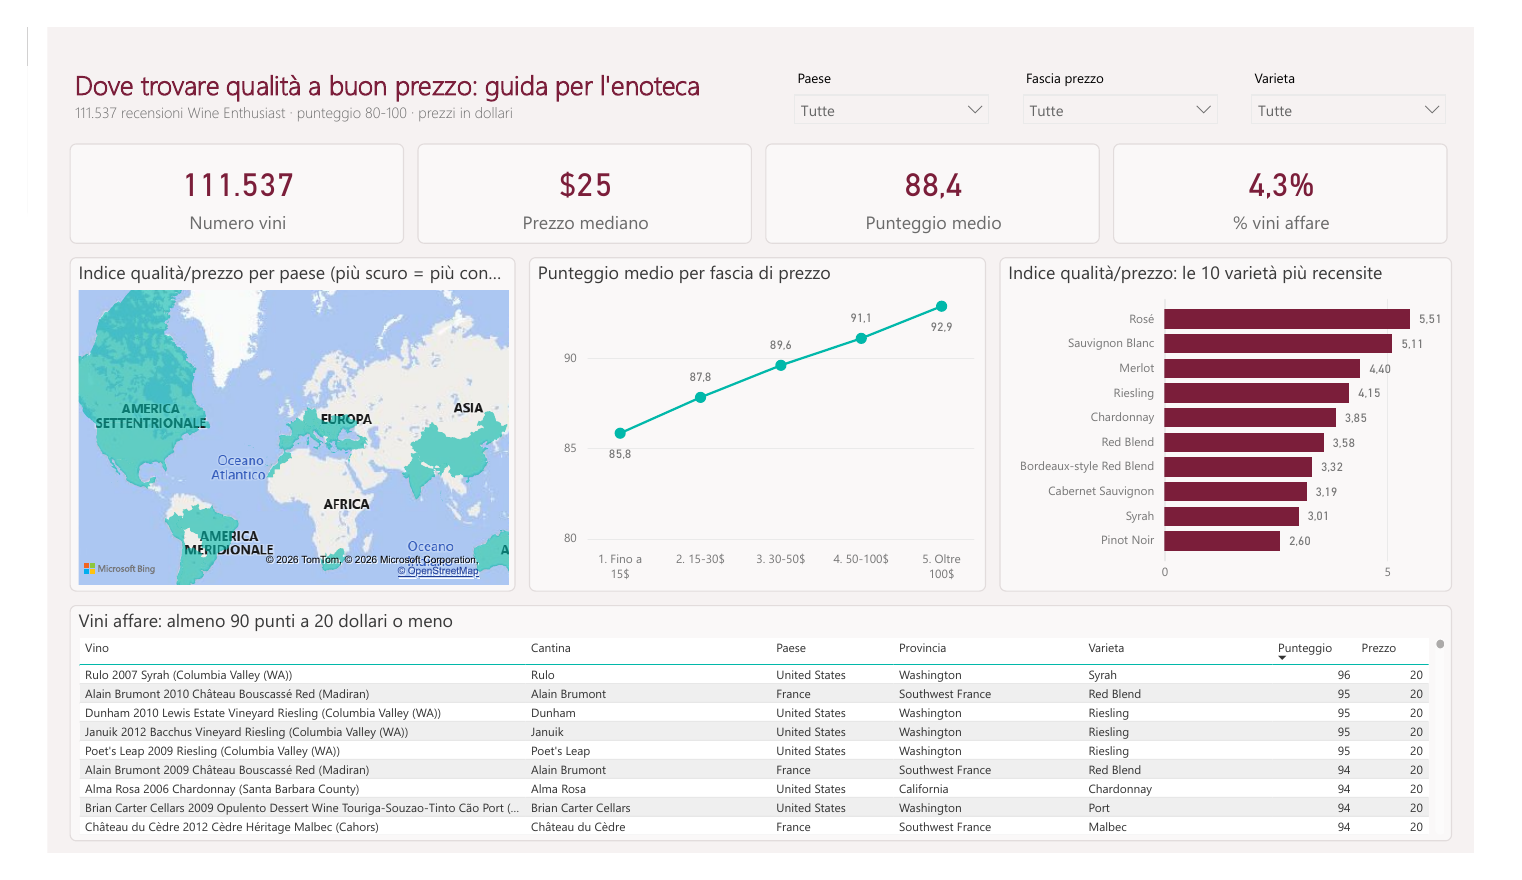 Dove trovare qualità a buon prezzo: guida per l'enoteca
111.537 recensioni Wine Enthusiast · punteggio 80-100 · prezzi in dollari
Paese
Tutte
Fascia prezzo
Tutte
Varieta
Tutte
111.537
Numero vini
$25
Prezzo mediano
88,4
Punteggio medio
4,3%
% vini affare
Indice qualità/prezzo per paese (più scuro = più con...
AMERICA
SETTENTRIONALE
EUROPA
ASIA
Oceano
Atlantico
AFRICA
AMERICA
MERIDIONALE
Oceano
A
© 2026 TomTom, © 2026 Microsoft Corporation,
© OpenStreetMap
Microsoft Bing
Punteggio medio per fascia di prezzo
90
85
80
85,8
87,8
89,6
91,1
92,9
1. Fino a
15$
2. 15-30$
3. 30-50$
4. 50-100$
5. Oltre
100$
Indice qualità/prezzo: le 10 varietà più recensite
Rosé 5,51
Sauvignon Blanc 5,11
Merlot 4,40
Riesling 4,15
Chardonnay 3,85
Red Blend 3,58
Bordeaux-style Red Blend 3,32
Cabernet Sauvignon 3,19
Syrah 3,01
Pinot Noir 2,60
0 5
Vini affare: almeno 90 punti a 20 dollari o meno
Vino Cantina Paese Provincia Varieta Punteggio Prezzo
Rulo 2007 Syrah (Columbia Valley (WA)) Rulo United States Washington Syrah 96 20
Alain Brumont 2010 Château Bouscassé Red (Madiran) Alain Brumont France Southwest France Red Blend 95 20
Dunham 2010 Lewis Estate Vineyard Riesling (Columbia Valley (WA)) Dunham United States Washington Riesling 95 20
Januik 2012 Bacchus Vineyard Riesling (Columbia Valley (WA)) Januik United States Washington Riesling 95 20
Poet's Leap 2009 Riesling (Columbia Valley (WA)) Poet's Leap United States Washington Riesling 95 20
Alain Brumont 2009 Château Bouscassé Red (Madiran) Alain Brumont France Southwest France Red Blend 94 20
Alma Rosa 2006 Chardonnay (Santa Barbara County) Alma Rosa United States California Chardonnay 94 20
Brian Carter Cellars 2009 Opulento Dessert Wine Touriga-Souzao-Tinto Cão Port (... Brian Carter Cellars United States Washington Port 94 20
Château du Cèdre 2012 Cèdre Héritage Malbec (Cahors) Château du Cèdre France Southwest France Malbec 94 20